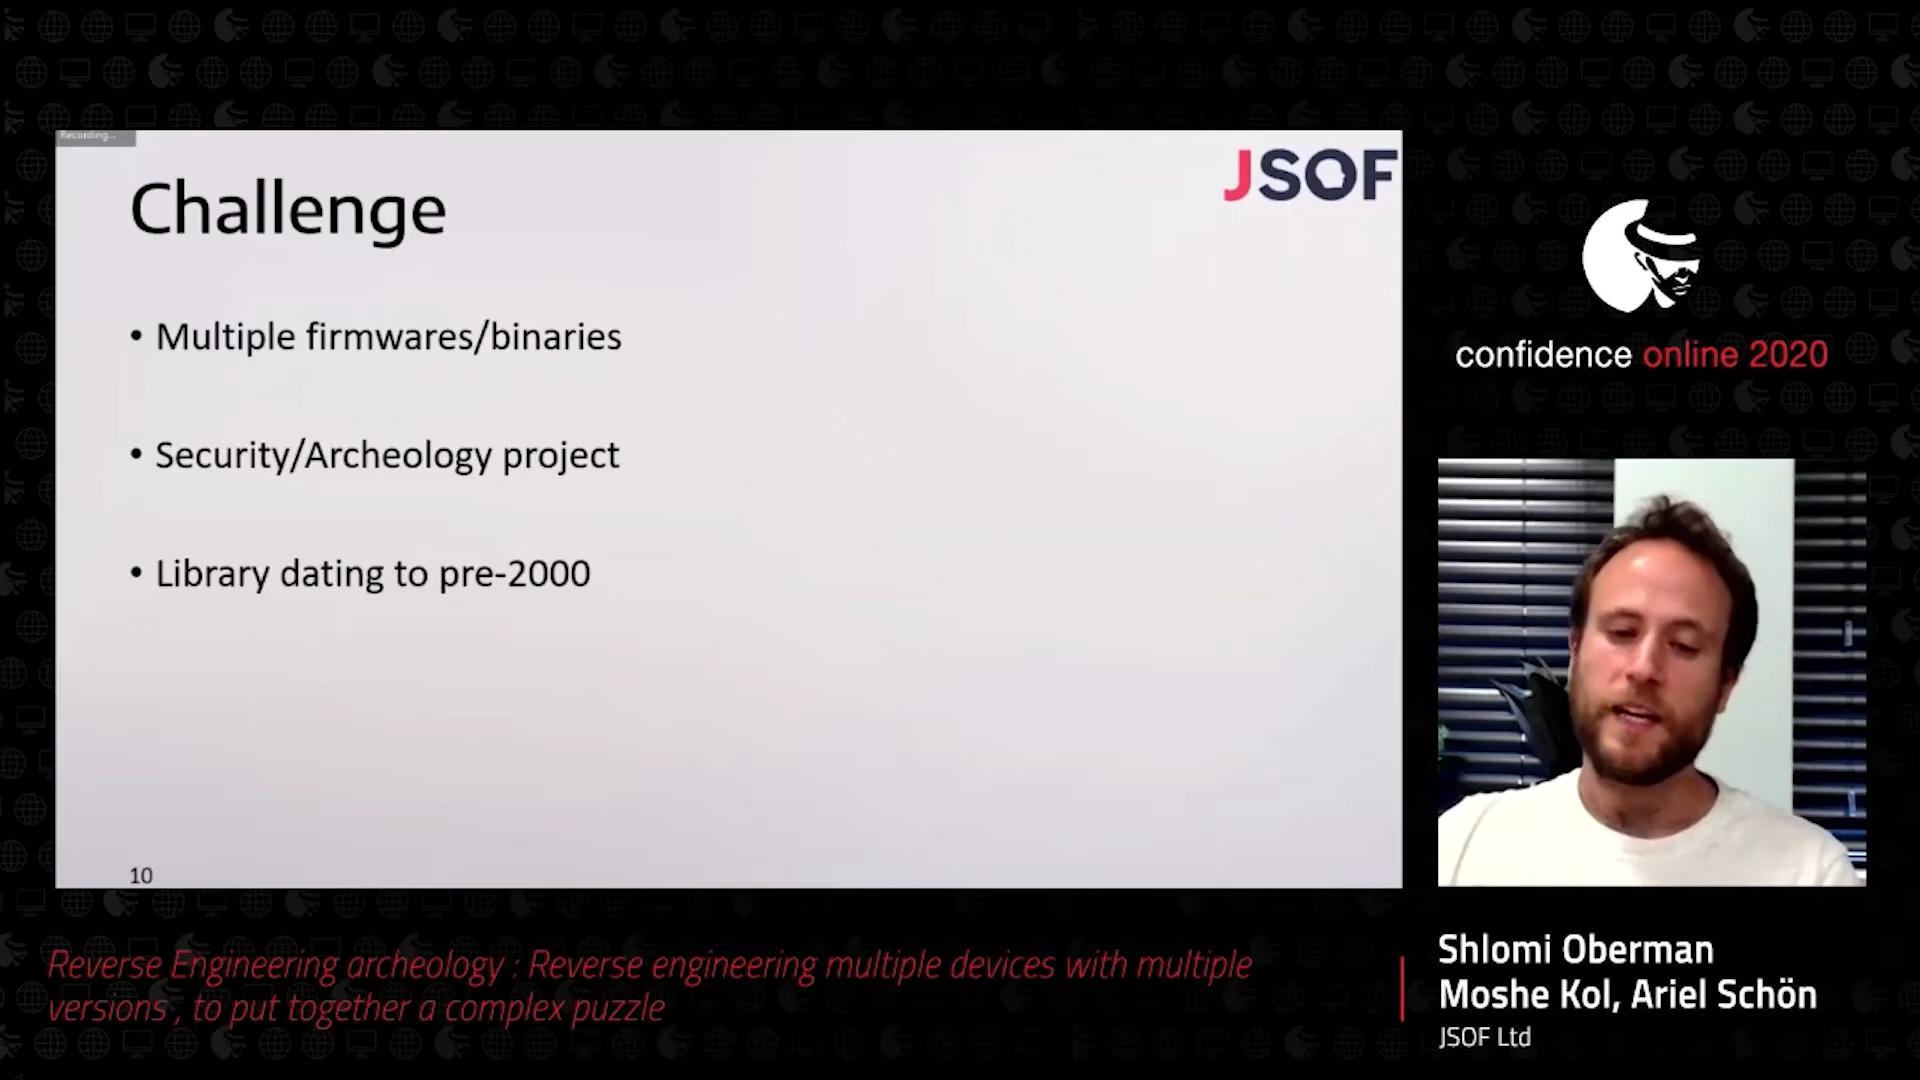 Recording...
JSOF
Challenge
• Multiple firmwares/binaries
• Security/Archeology project
• Library dating to pre-2000
10
confidence online 2020
Reverse Engineering archeology : Reverse engineering multiple devices with multiple
versions , to put together a complex puzzle
Shlomi Oberman
Moshe Kol, Ariel Schön
JSOF Ltd